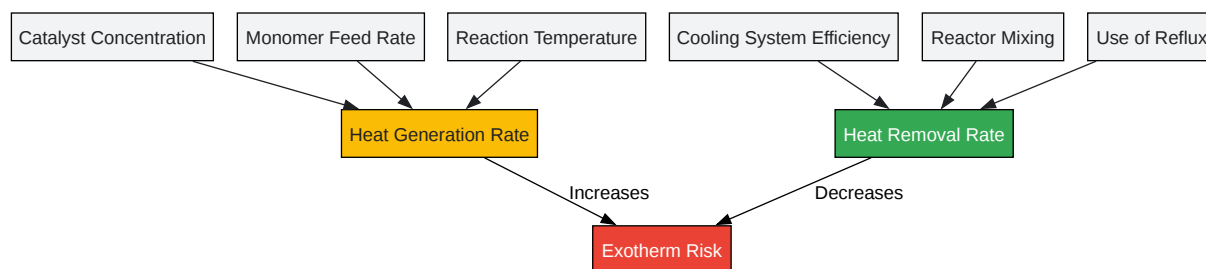 Catalyst Concentration
Monomer Feed Rate
Reaction Temperature
Cooling System Efficiency
Reactor Mixing
Use of Reflux
Heat Generation Rate
Heat Removal Rate
Increases
Decreases
Exotherm Risk